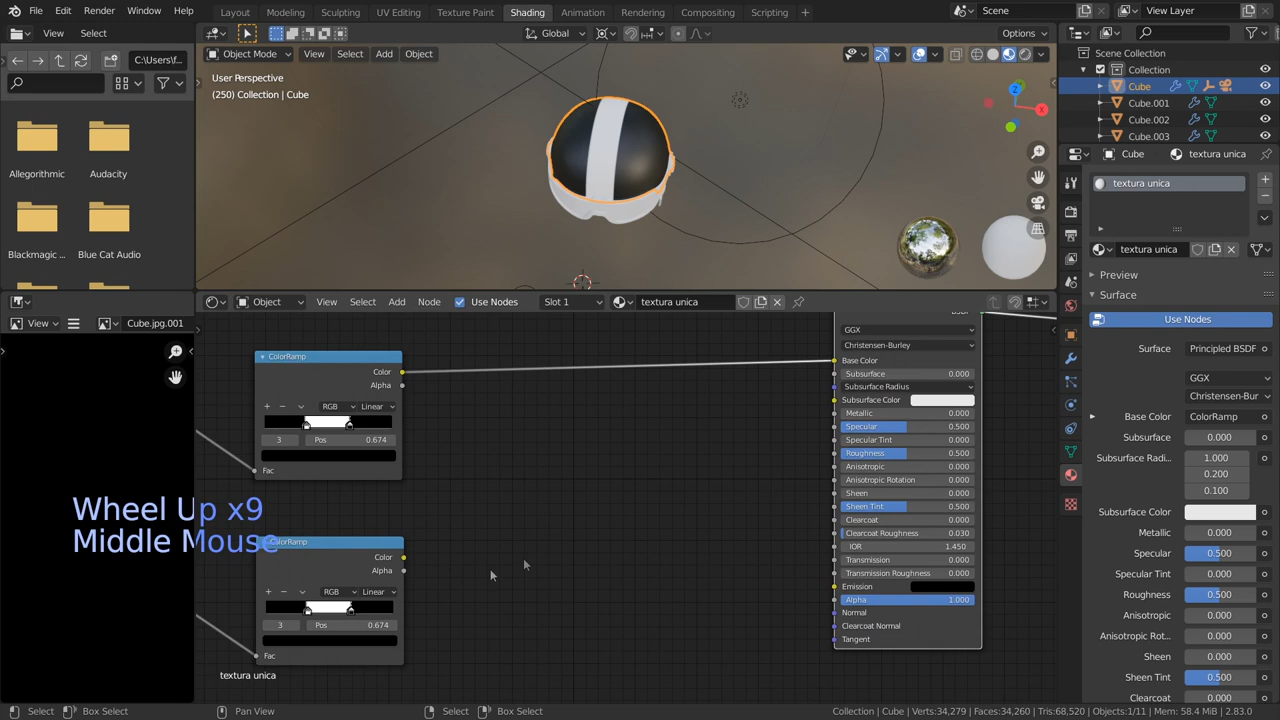 File Edit Render Window Help Layout Modeling Sculpting UV Editing Texture Paint Shading Animation Rendering Compositing Scripting + Scene View Layer
View Select Global Options
C:\Users\f... Object Mode View Select Add Object
User Perspective
(250) Collection | Cube
Z
X
Scene Collection
Collection
Cube
Cube.001
Cube.002
Cube.003
Allegorithmic Audacity
Blackmagic ... Blue Cat Audio
Cube textura unica
textura unica
textura unica
Preview
Surface
Use Nodes
Surface Principled BSDF
GGX
Christensen-Bur
Base Color ColorRamp
Subsurface 0.000
Subsurface Radi... 1.000
0.200
0.100
Subsurface Color
Metallic 0.000
Specular 0.500
Specular Tint 0.000
Roughness 0.500
Anisotropic 0.000
Anisotropic Rot... 0.000
Sheen 0.000
Sheen Tint 0.500
Clearcoat 0.000
Object View Select Add Node Use Nodes Slot 1 textura unica
View Cube.jpg.001
ColorRamp
Color
Alpha
RGB Linear
3 Pos 0.674
Fac
ColorRamp
Color
Alpha
RGB Linear
3 Pos 0.674
Fac
textura unica
Wheel Up x9
Middle Mouse
GGX
Christensen-Burley
Base Color
Subsurface 0.000
Subsurface Radius
Subsurface Color
Metallic 0.000
Specular 0.500
Specular Tint 0.000
Roughness 0.500
Anisotropic 0.000
Anisotropic Rotation 0.000
Sheen 0.000
Sheen Tint 0.500
Clearcoat 0.000
Clearcoat Roughness 0.030
IOR 1.450
Transmission 0.000
Transmission Roughness 0.000
Emission
Alpha 1.000
Normal
Clearcoat Normal
Tangent
Select Box Select Pan View Select Box Select Collection | Cube | Verts:34,279 | Faces:34,260 | Tris:68,520 | Objects:1/11 | Mem: 58.4 MiB | 2.83.0